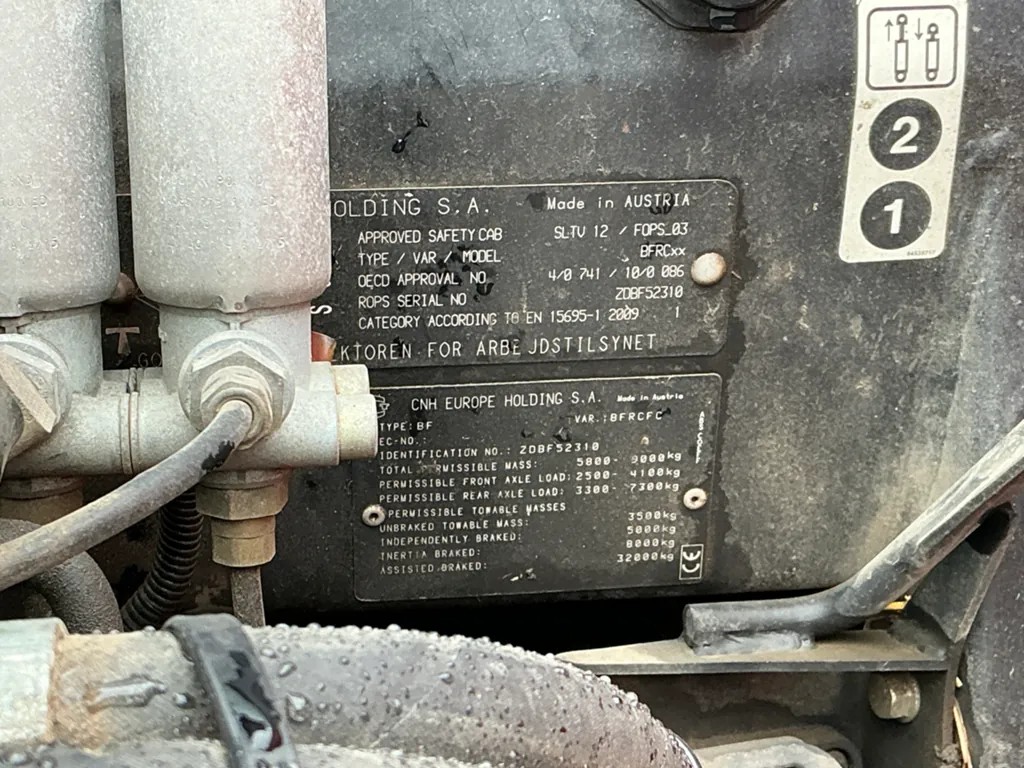 2
1
OLDING S.A. Made in AUSTRIA
APPROVED SAFETY CAB SLTV 12 / FOPS_03
TYPE / VAR / MODEL BFRCxx
OECD APPROVAL NO 4/0 741 / 10/0 086
ROPS SERIAL NO ZDBF52310
CATEGORY ACCORDING TO EN 15695-1 2009 1
KTOREN FOR ARBEJDSTILSYNET
CNH EUROPE HOLDING S.A. Made in Austria
TYPE: BF VAR.: BFRCFC
EC-NO.:
IDENTIFICATION NO.: ZDBF52310
TOTAL PERMISSIBLE MASS: 5800- 9000kg
PERMISSIBLE FRONT AXLE LOAD: 2500- 4100kg
PERMISSIBLE REAR AXLE LOAD: 3300- 7300kg
PERMISSIBLE TOWABLE MASSES
UNBRAKED TOWABLE MASS: 3500kg
INDEPENDENTLY BRAKED: 5000kg
INERTIA BRAKED: 8000kg
ASSISTED BRAKED: 32000kg
CE